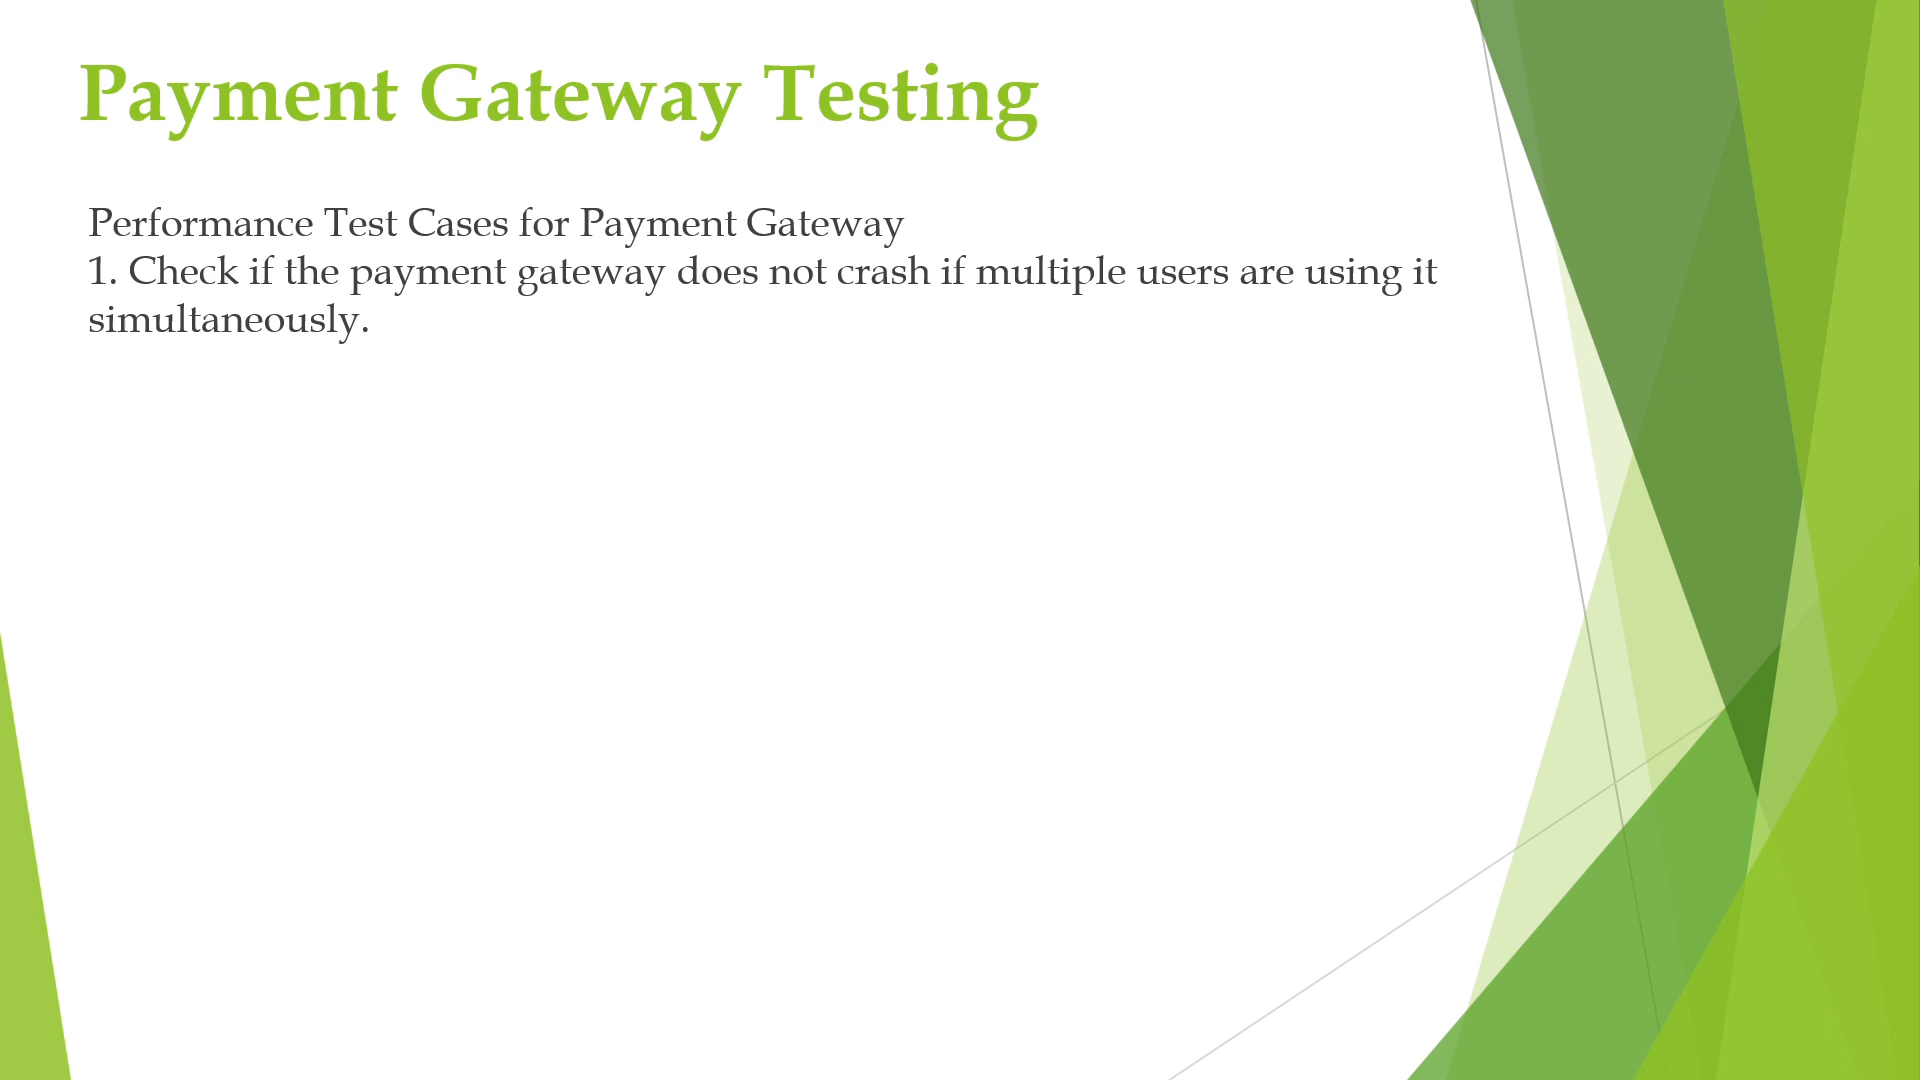 Payment Gateway Testing
Performance Test Cases for Payment Gateway
1. Check if the payment gateway does not crash if multiple users are using it
simultaneously.